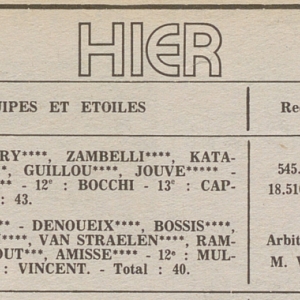 HIER
UIPES ET ETOILES
Re
RY****, ZAMBELLI****, KATA-
*, GUILLOU****, JOUVE***** -
** - 12e : BOCCHI - 13e : CAP-
: 43.
545.
18.510
** - DENOUEIX****, BOSSIS****,
****, VAN STRAELEN****, RAM-
OUT***, AMISSE**** - 12e : MUL-
: VINCENT. - Total : 40.
Arbit
M. V